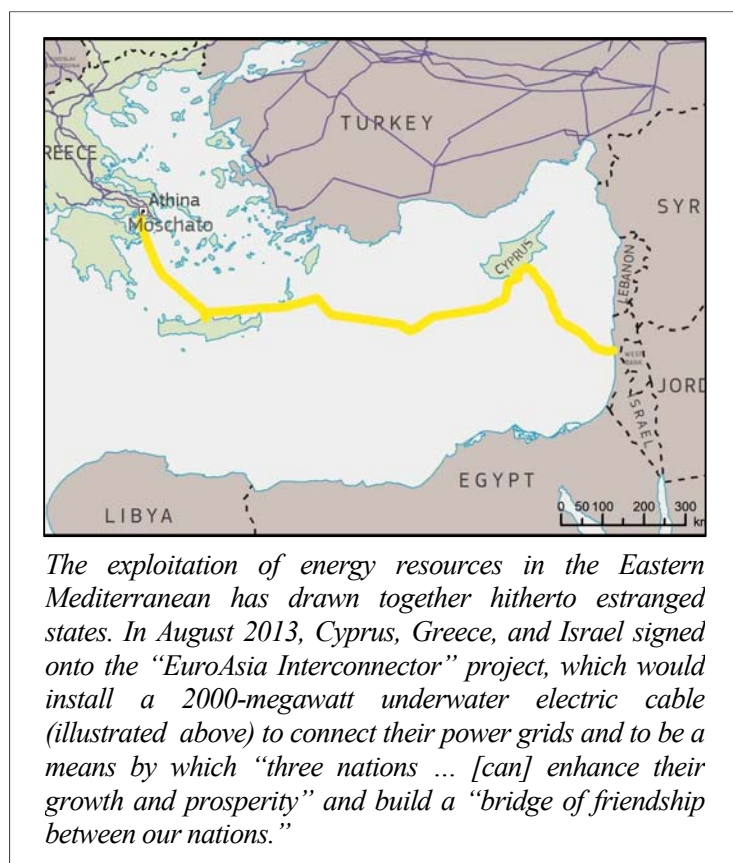 TURKEY
REECE
Athina
Moschato
SYR
CYPRUS
LEBANON
WEST
BANK
JORD
ISRAEL
EGYPT
LIBYA
0 50 100 200 300
km
The exploitation of energy resources in the Eastern
Mediterranean has drawn together hitherto estranged
states. In August 2013, Cyprus, Greece, and Israel signed
onto the “EuroAsia Interconnector” project, which would
install a 2000-megawatt underwater electric cable
(illustrated above) to connect their power grids and to be a
means by which “three nations ... [can] enhance their
growth and prosperity” and build a “bridge of friendship
between our nations.”